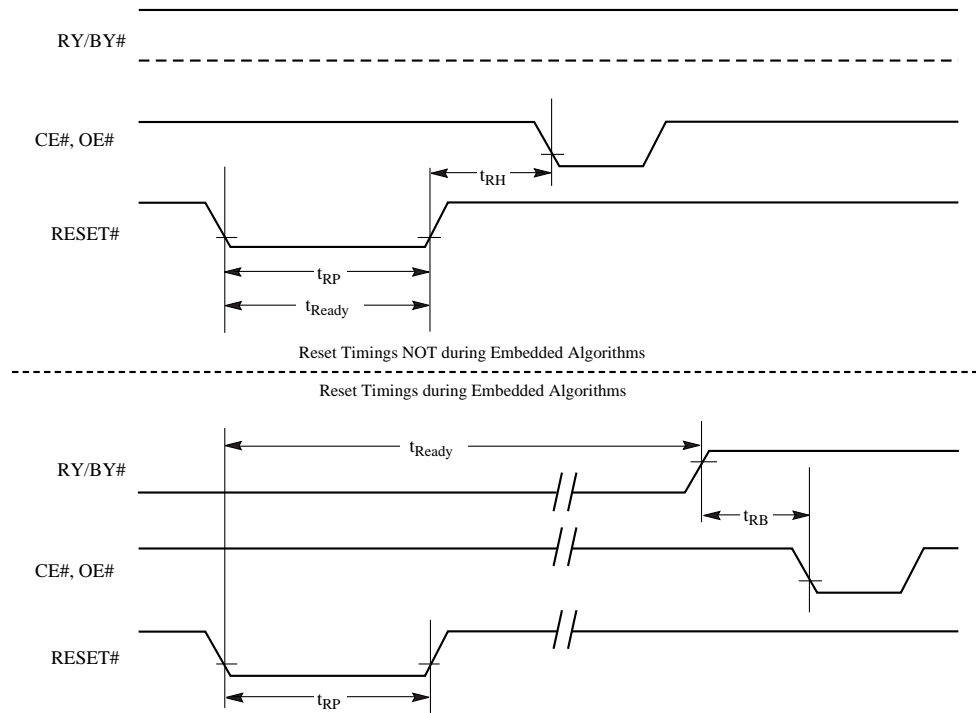 RY/BY#
CE#, OE#
tRH
RESET#
tRP
tReady
Reset Timings NOT during Embedded Algorithms
Reset Timings during Embedded Algorithms
tReady
RY/BY#
tRB
CE#, OE#
RESET#
tRP